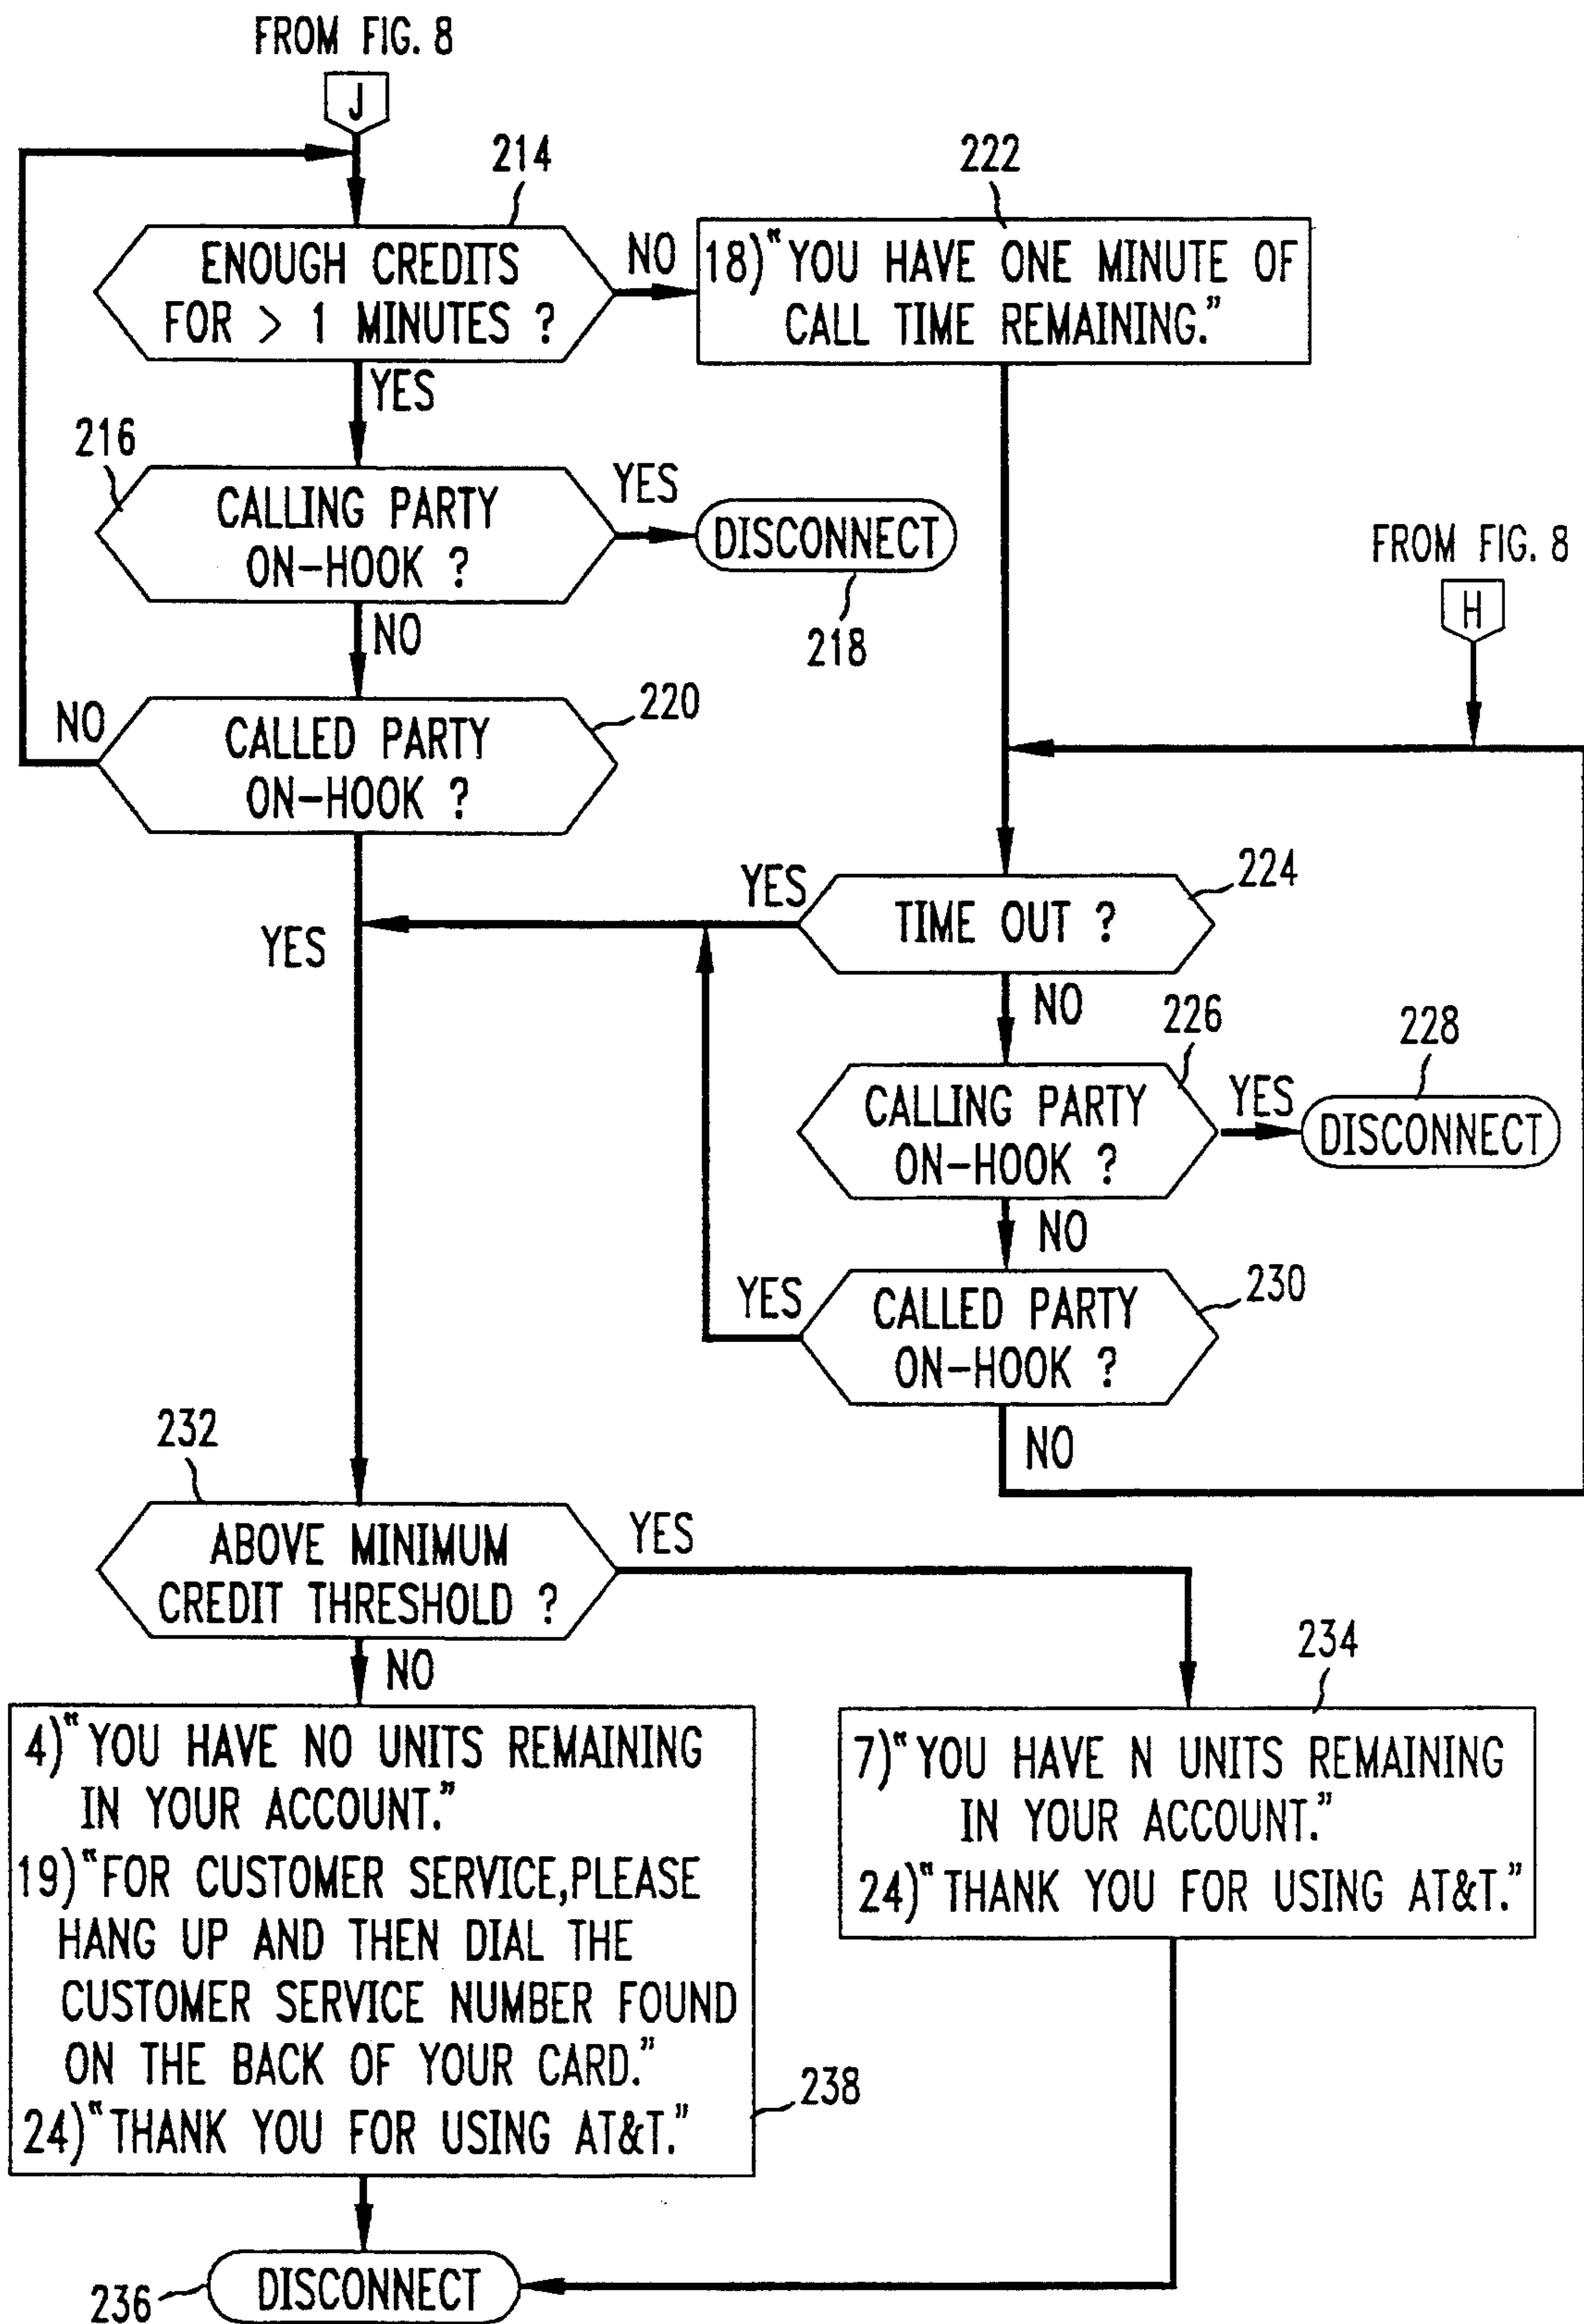 FROM FIG. 8
J
214
222
ENOUGH CREDITS
FOR > 1 MINUTES ?
NO
18)"YOU HAVE ONE MINUTE OF
CALL TIME REMAINING."
YES
216
CALLING PARTY
ON-HOOK ?
YES
DISCONNECT
218
FROM FIG. 8
H
NO
NO
CALLED PARTY
ON-HOOK ?
220
YES
YES
TIME OUT ?
224
NO
226
228
CALLING PARTY
ON-HOOK ?
YES
DISCONNECT
NO
YES
CALLED PARTY
ON-HOOK ?
230
NO
232
ABOVE MINIMUM
CREDIT THRESHOLD ?
YES
NO
234
4)"YOU HAVE NO UNITS REMAINING
IN YOUR ACCOUNT."
19)"FOR CUSTOMER SERVICE,PLEASE
HANG UP AND THEN DIAL THE
CUSTOMER SERVICE NUMBER FOUND
ON THE BACK OF YOUR CARD."
24)"THANK YOU FOR USING AT&T."
238
7)"YOU HAVE N UNITS REMAINING
IN YOUR ACCOUNT."
24)"THANK YOU FOR USING AT&T."
236
DISCONNECT